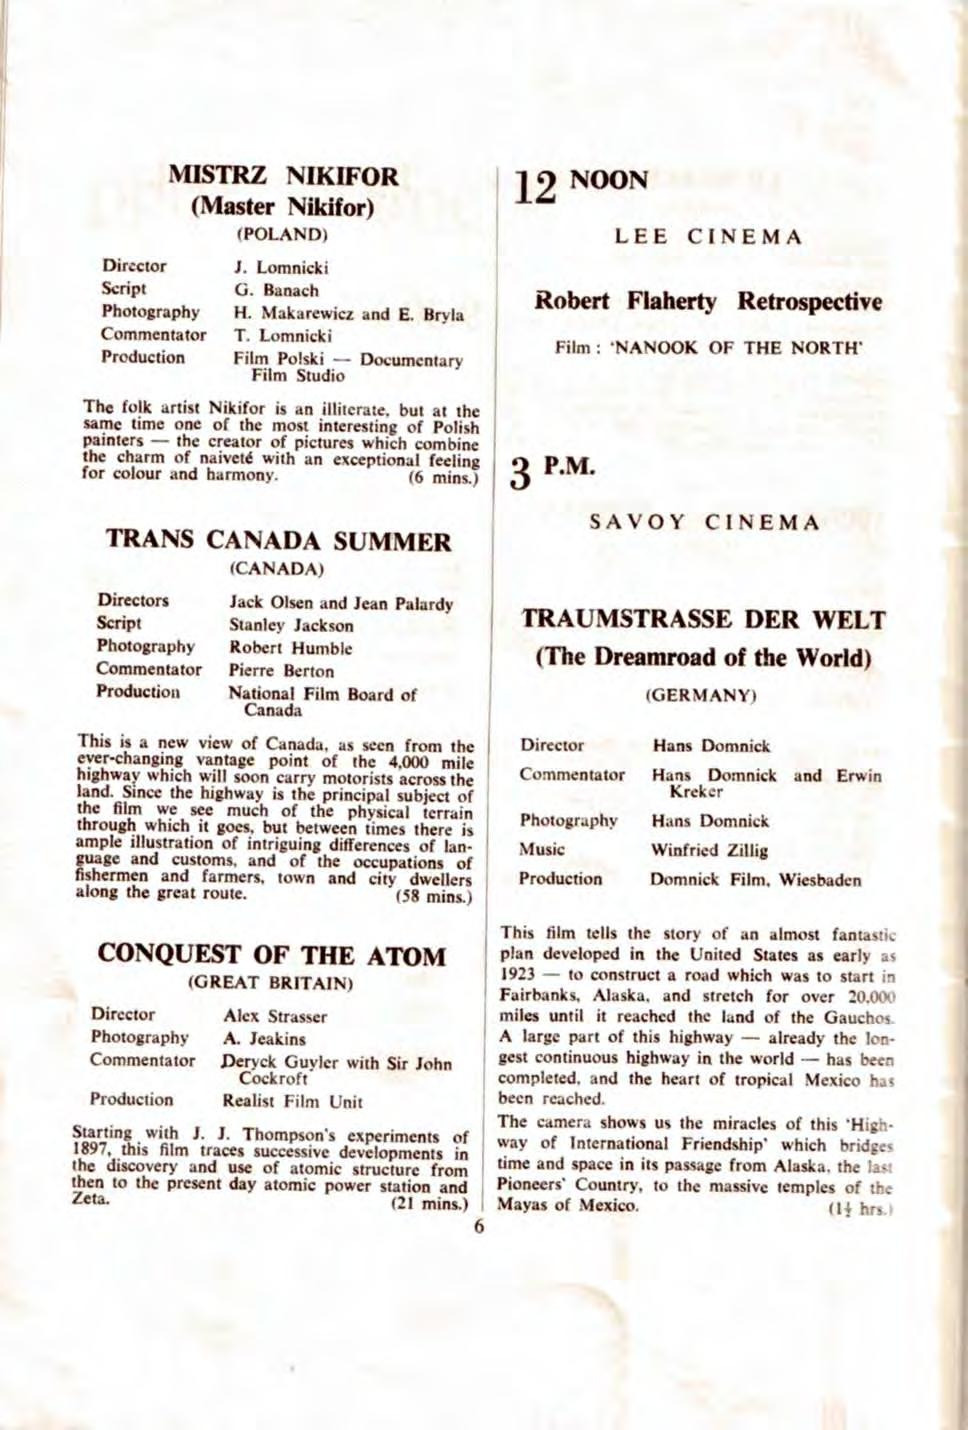 MISTRZ NIKIFOR
(Master Nikifor)
(POLAND)
Director J. Lomnicki
Script G. Banach
Photography H. Makarewicz and E. Bryla
Commentator T. Lomnicki
Production Film Polski — Documentary
Film Studio
The folk artist Nikifor is an illiterate, but at the
same time one of the most interesting of Polish
painters — the creator of pictures which combine
the charm of naiveté with an exceptional feeling
for colour and harmony. (6 mins.)
TRANS CANADA SUMMER
(CANADA)
Directors Jack Olsen and Jean Palardy
Script Stanley Jackson
Photography Robert Humble
Commentator Pierre Berton
Production National Film Board of
Canada
This is a new view of Canada, as seen from the
ever-changing vantage point of the 4,000 mile
highway which will soon carry motorists across the
land. Since the highway is the principal subject of
the film we see much of the physical terrain
through which it goes, but between times there is
ample illustration of intriguing differences of lan-
guage and customs, and of the occupations of
fishermen and farmers, town and city dwellers
along the great route. (58 mins.)
CONQUEST OF THE ATOM
(GREAT BRITAIN)
Director Alex Strasser
Photography A. Jeakins
Commentator Deryck Guyler with Sir John
Cockroft
Production Realist Film Unit
Starting with J. J. Thompson's experiments of
1897, this film traces successive developments in
the discovery and use of atomic structure from
then to the present day atomic power station and
Zeta. (21 mins.)
12 NOON
LEE CINEMA
Robert Flaherty Retrospective
Film : 'NANOOK OF THE NORTH'
3 P.M.
SAVOY CINEMA
TRAUMSTRASSE DER WELT
(The Dreamroad of the World)
(GERMANY)
Director Hans Domnick
Commentator Hans Domnick and Erwin
Kreker
Photography Hans Domnick
Music Winfried Zillig
Production Domnick Film, Wiesbaden
This film tells the story of an almost fantastic
plan developed in the United States as early as
1923 — to construct a road which was to start in
Fairbanks, Alaska, and stretch for over 20,000
miles until it reached the land of the Gauchos.
A large part of this highway — already the lon-
gest continuous highway in the world — has been
completed, and the heart of tropical Mexico has
been reached.
The camera shows us the miracles of this 'High-
way of International Friendship' which bridges
time and space in its passage from Alaska, the last
Pioneers' Country, to the massive temples of the
Mayas of Mexico. (1½ hrs.)
6